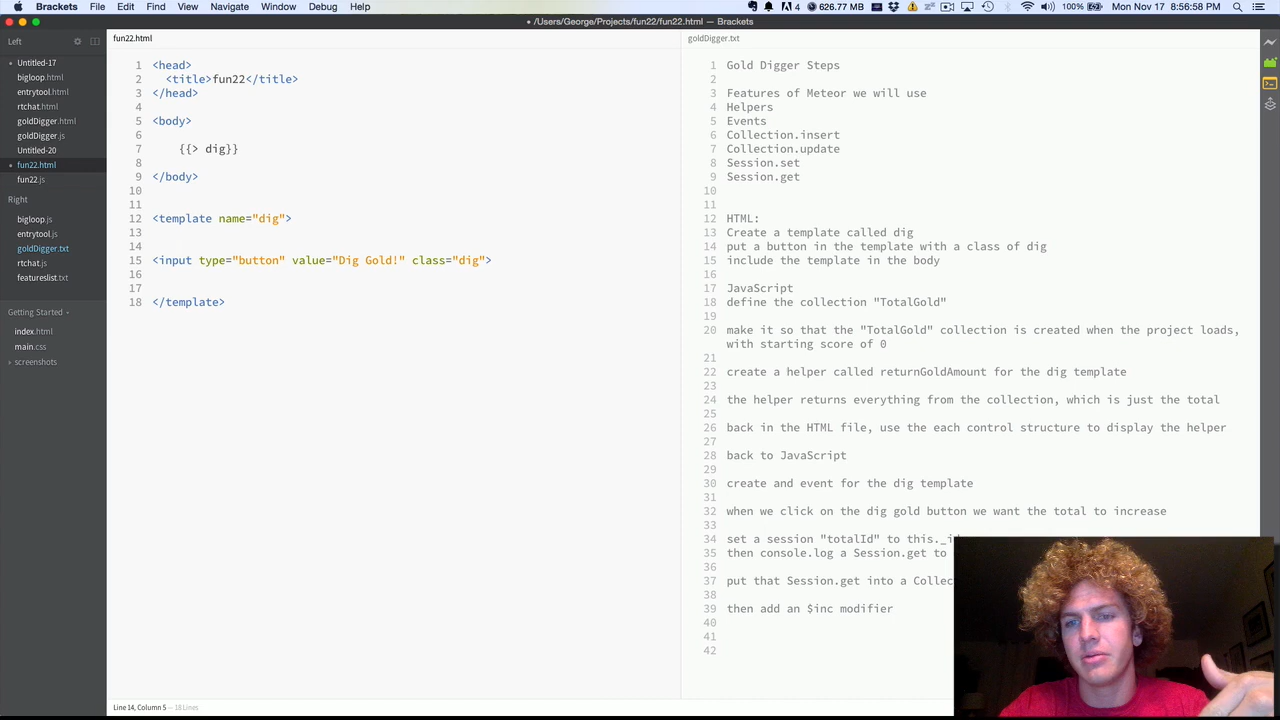 Brackets File Edit Find View Navigate Window Debug Help 4 626.77 MB 100% Mon Nov 17 8:56:58 PM
• /Users/George/Projects/fun22/fun22.html — Brackets
Left
Untitled-17
bigloop.html
entrytool.html
rtchat.html
goldDigger.html
goldDigger.js
Untitled-20
fun22.html
fun22.js
Right
bigloop.js
entrytool.js
goldDigger.txt
rtchat.js
featureslist.txt
Getting Started
index.html
main.css
screenshots
fun22.html
1 <head>
2 <title>fun22</title>
3 </head>
4
5 <body>
6
7 {{> dig}}
8
9 </body>
10
11
12 <template name="dig">
13
14
15 <input type="button" value="Dig Gold!" class="dig">
16
17
18 </template>
Line 14, Column 5 — 18 Lines
goldDigger.txt
1 Gold Digger Steps
2
3 Features of Meteor we will use
4 Helpers
5 Events
6 Collection.insert
7 Collection.update
8 Session.set
9 Session.get
10
11
12 HTML:
13 Create a template called dig
14 put a button in the template with a class of dig
15 include the template in the body
16
17 JavaScript
18 define the collection "TotalGold"
19
20 make it so that the "TotalGold" collection is created when the project loads,
with starting score of 0
21
22 create a helper called returnGoldAmount for the dig template
23
24 the helper returns everything from the collection, which is just the total
25
26 back in the HTML file, use the each control structure to display the helper
27
28 back to JavaScript
29
30 create and event for the dig template
31
32 when we click on the dig gold button we want the total to increase
33
34 set a session "totalId" to this._i
35 then console.log a Session.get to
36
37 put that Session.get into a Collec
38
39 then add an $inc modifier
40
41
42